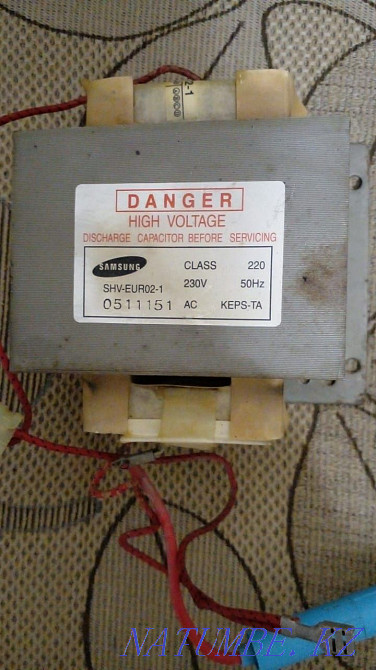 DANGER
HIGH VOLTAGE
DISCHARGE CAPACITOR BEFORE SERVICING
SAMSUNG CLASS 220
SHV-EUR02-1 230V 50Hz
0511151 AC KEPS-TA
NATUMBE.KZ